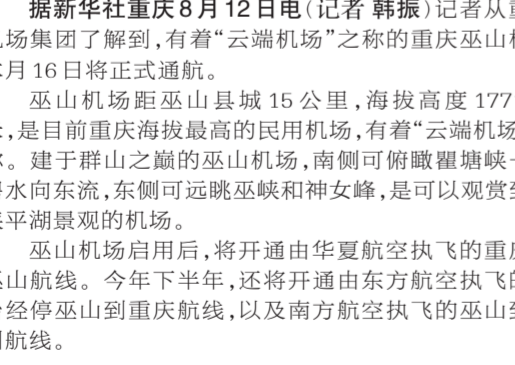 据新华社重庆8月12日电(记者 韩振)记者从
场集团了解到,有着“云端机场”之称的重庆巫山
月16日将正式通航。
巫山机场距巫山县城15公里,海拔高度177
,是目前重庆海拔最高的民用机场,有着“云端机场
。建于群山之巅的巫山机场,南侧可俯瞰瞿塘峡
水向东流,东侧可远眺巫峡和神女峰,是可以观赏
平湖景观的机场。
巫山机场启用后,将开通由华夏航空执飞的重
山航线。今年下半年,还将开通由东方航空执飞的
经停巫山到重庆航线,以及南方航空执飞的巫山
航线。